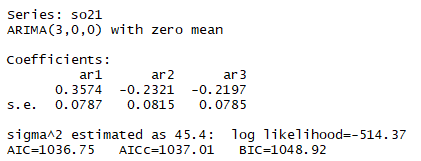 Series: so21
ARIMA(3,0,0) with zero mean
Coefficients:
ar1 ar2 ar3
0.3574 -0.2321 -0.2197
s.e. 0.0787 0.0815 0.0785
sigma^2 estimated as 45.4: log likelihood=-514.37
AIC=1036.75 AICc=1037.01 BIC=1048.92